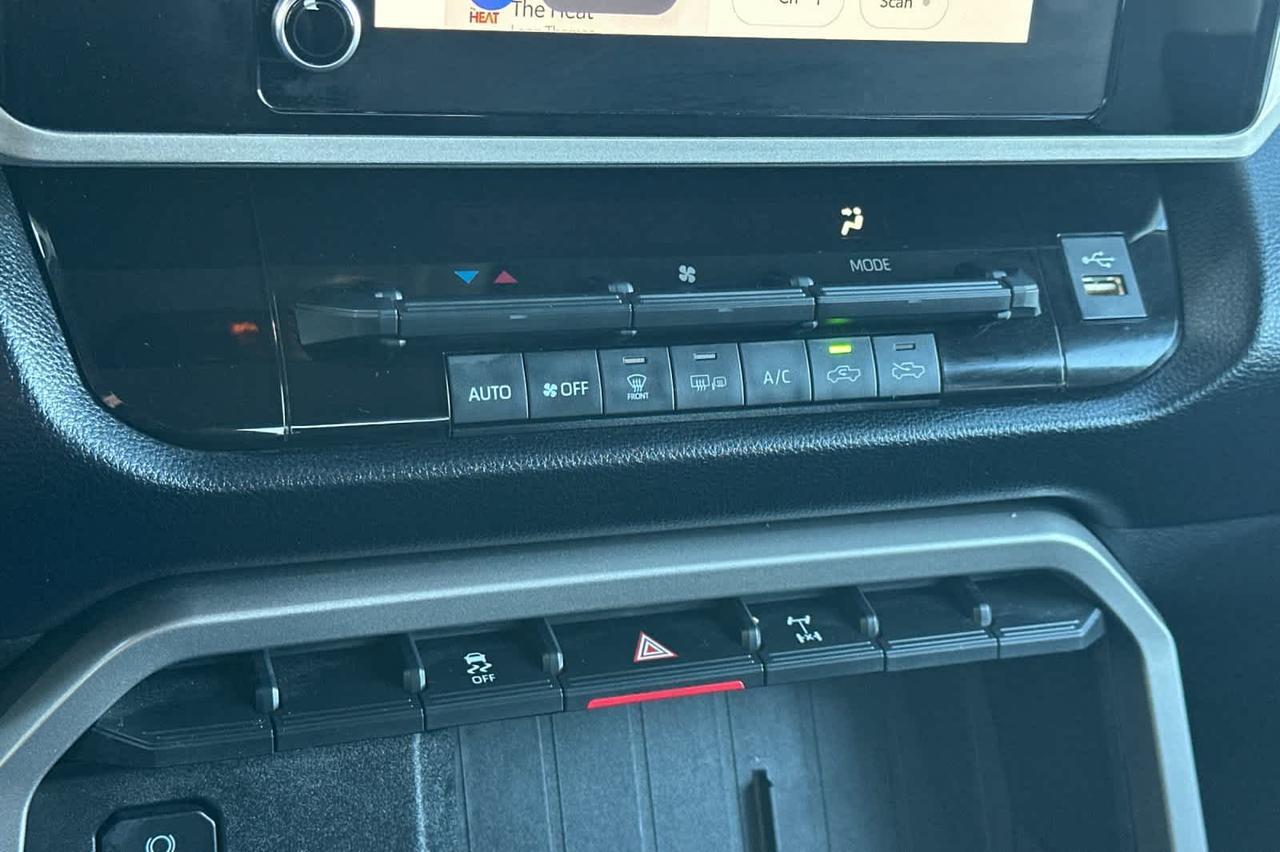 HEAT
The Heat
Scan
MODE
AUTO
OFF
FRONT
A/C
OFF